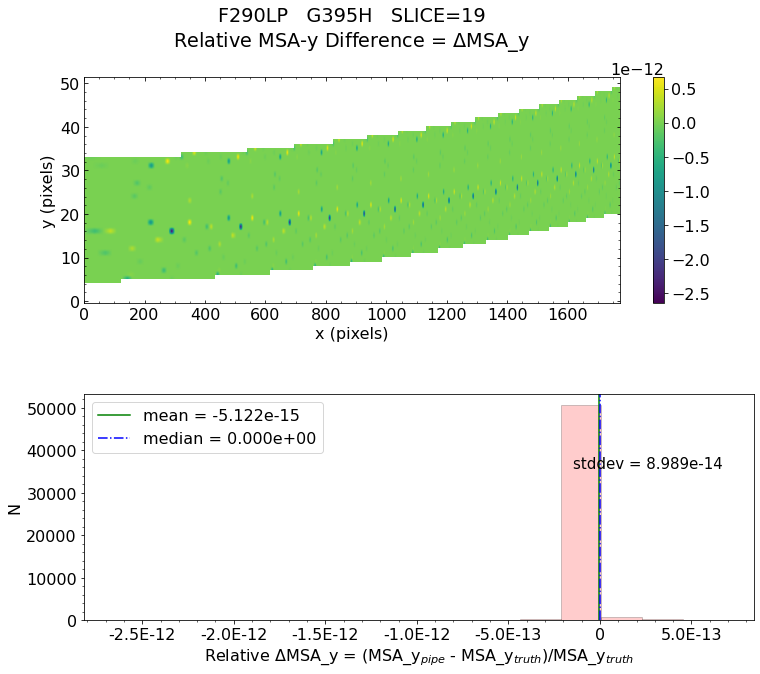 F290LP   G395H   SLICE=19
Relative MSA-y Difference = ΔMSA_y
1e−12
50
40
30
20
10
0
y (pixels)
0 200 400 600 800 1000 1200 1400 1600
x (pixels)
0.5
0.0
−0.5
−1.0
−1.5
−2.0
−2.5
mean = -5.122e-15
median = 0.000e+00
stddev = 8.989e-14
50000
40000
30000
20000
10000
0
N
-2.5E-12 -2.0E-12 -1.5E-12 -1.0E-12 -5.0E-13 0 5.0E-13
Relative ΔMSA_y = (MSA_y_pipe - MSA_y_truth)/MSA_y_truth